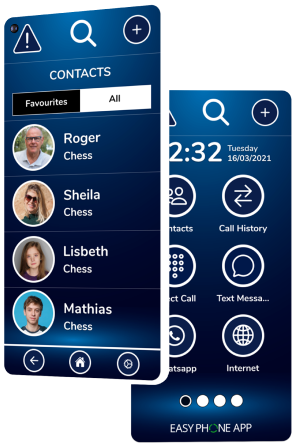 CONTACTS
Favourites
All
Roger
Chess
Sheila
Chess
Lisbeth
Chess
Mathias
Chess
2:32
Tuesday
16/03/2021
ntacts
Call History
ect Call
Text Messa...
atsapp
Internet
EASY PHONE APP